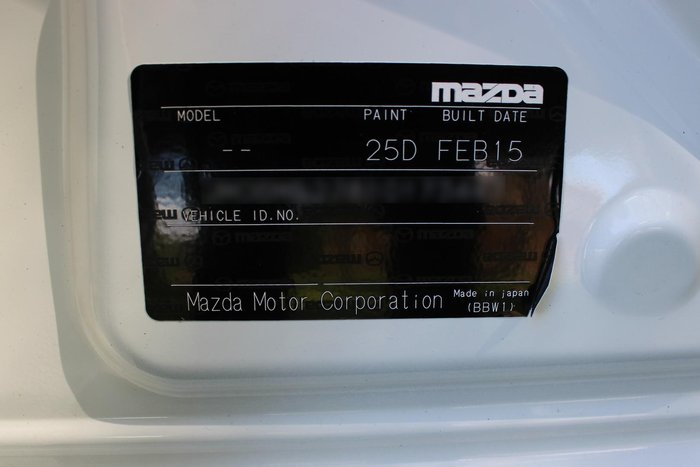 mazda
MODEL PAINT BUILT DATE
-- 25D FEB15
VEHICLE ID.NO.
Mazda Motor Corporation Made in japan
(BBW1)